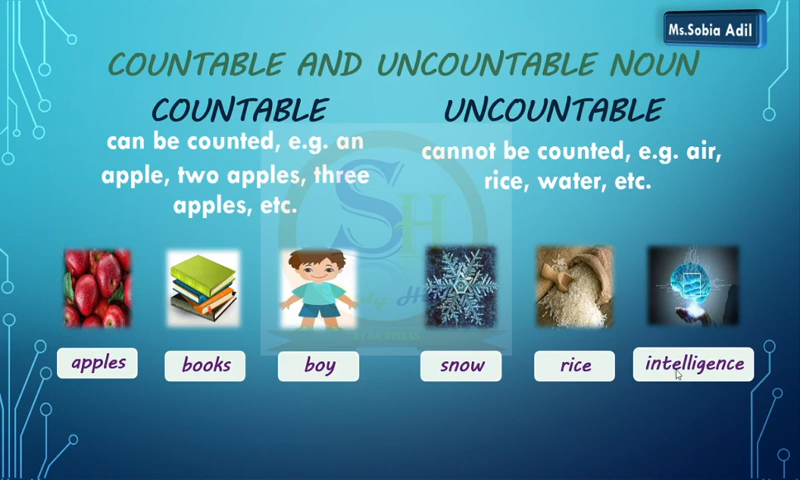 Ms.Sobia Adil
COUNTABLE AND UNCOUNTABLE NOUN
COUNTABLE
can be counted, e.g. an
apple, two apples, three
apples, etc.
UNCOUNTABLE
cannot be counted, e.g. air,
rice, water, etc.
SH
apples
books
boy
snow
rice
intelligence